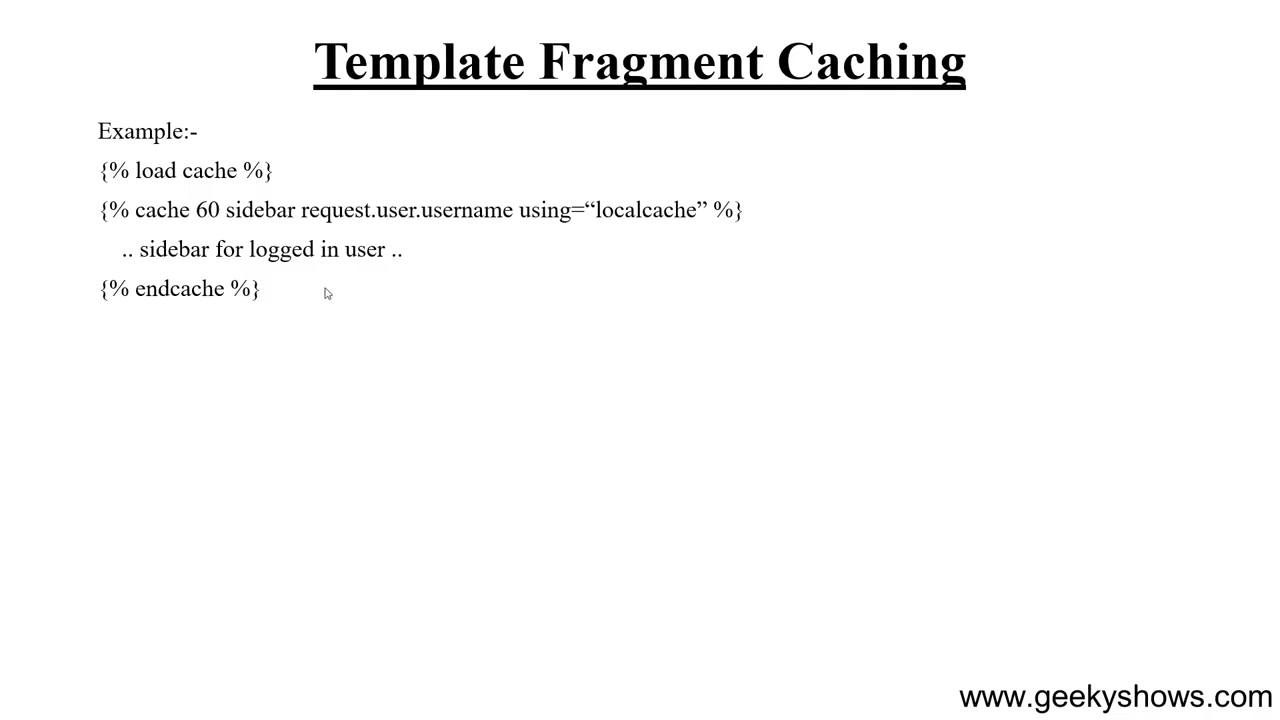 Template Fragment Caching
Example:-
{% load cache %}
{% cache 60 sidebar request.user.username using=“localcache” %}
.. sidebar for logged in user ..
{% endcache %}
www.geekyshows.com